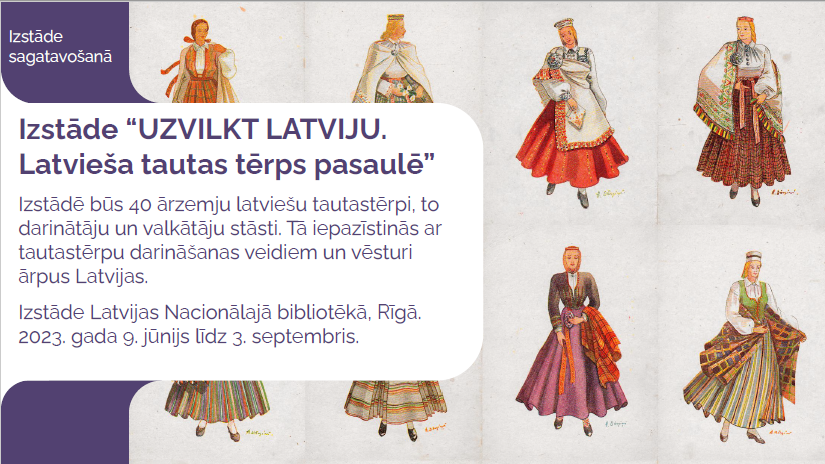 Izstāde
sagatavošanā
Izstāde “UZVILKT LATVIJU.
Latvieša tautas tērps pasaulē”
Izstādē būs 40 ārzemju latviešu tautastērpi, to
darinātāju un valkātāju stāsti. Tā iepazīstinās ar
tautastērpu darināšanas veidiem un vēsturi
ārpus Latvijas.
Izstāde Latvijas Nacionālajā bibliotēkā, Rīgā.
2023. gada 9. jūnijs līdz 3. septembris.